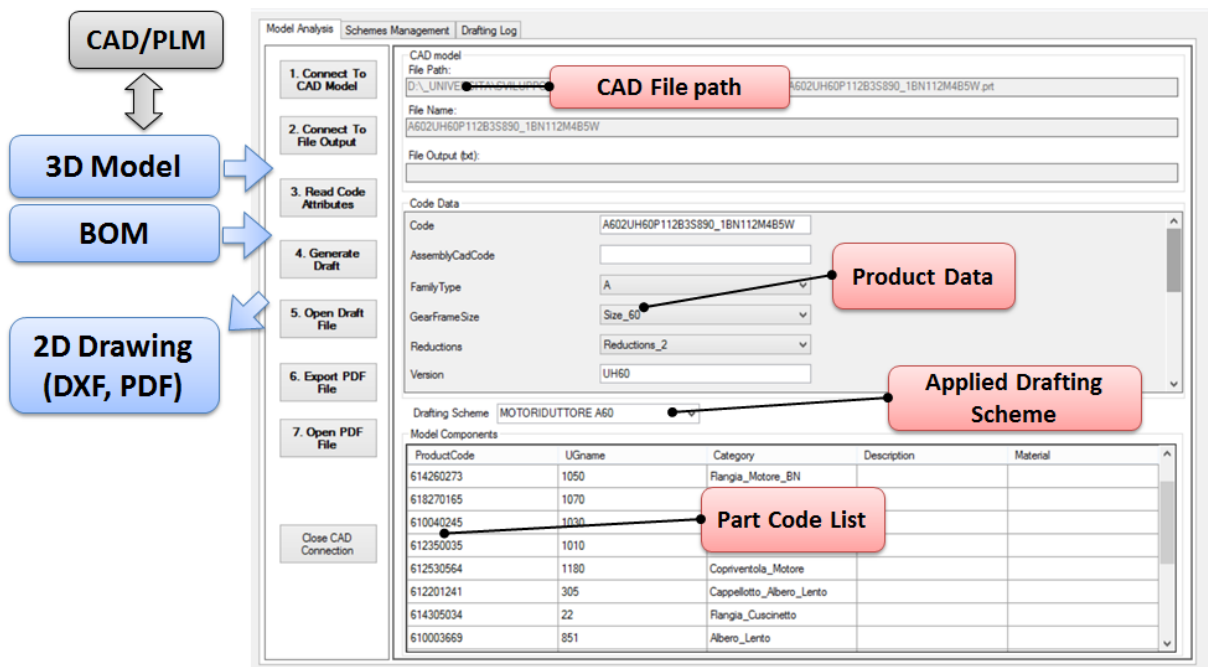 CAD/PLM
3D Model
BOM
2D Drawing
(DXF, PDF)
Model Analysis
Schemes Management
Drafting Log
1. Connect To
CAD Model
2. Connect To
File Output
3. Read Code
Attributes
4. Generate
Draft
5. Open Draft
File
6. Export PDF
File
7. Open PDF
File
Close CAD
Connection
CAD model
File Path:
A602UH60P112B3S890_1BN112M4B5W.prt
CAD File path
File Name:
A602UH60P112B3S890_1BN112M4B5W
File Output (txt):
Code Data
Code A602UH60P112B3S890_1BN112M4B5W
AssemblyCadCode
FamilyType A
GearFrameSize Size_60
Reductions Reductions_2
Version UH60
Product Data
Drafting Scheme MOTORIDUTTORE A60
Applied Drafting
Scheme
Model Components
ProductCode UGname Category Description Material
614260273 1050 Flangia_Motore_BN
618270165 1070
610040245 1030
612350035 1010
612530564 1180 Copriventola_Motore
612201241 305 Cappellotto_Albero_Lento
614305034 22 Flangia_Cuscinetto
610003669 851 Albero_Lento
Part Code List